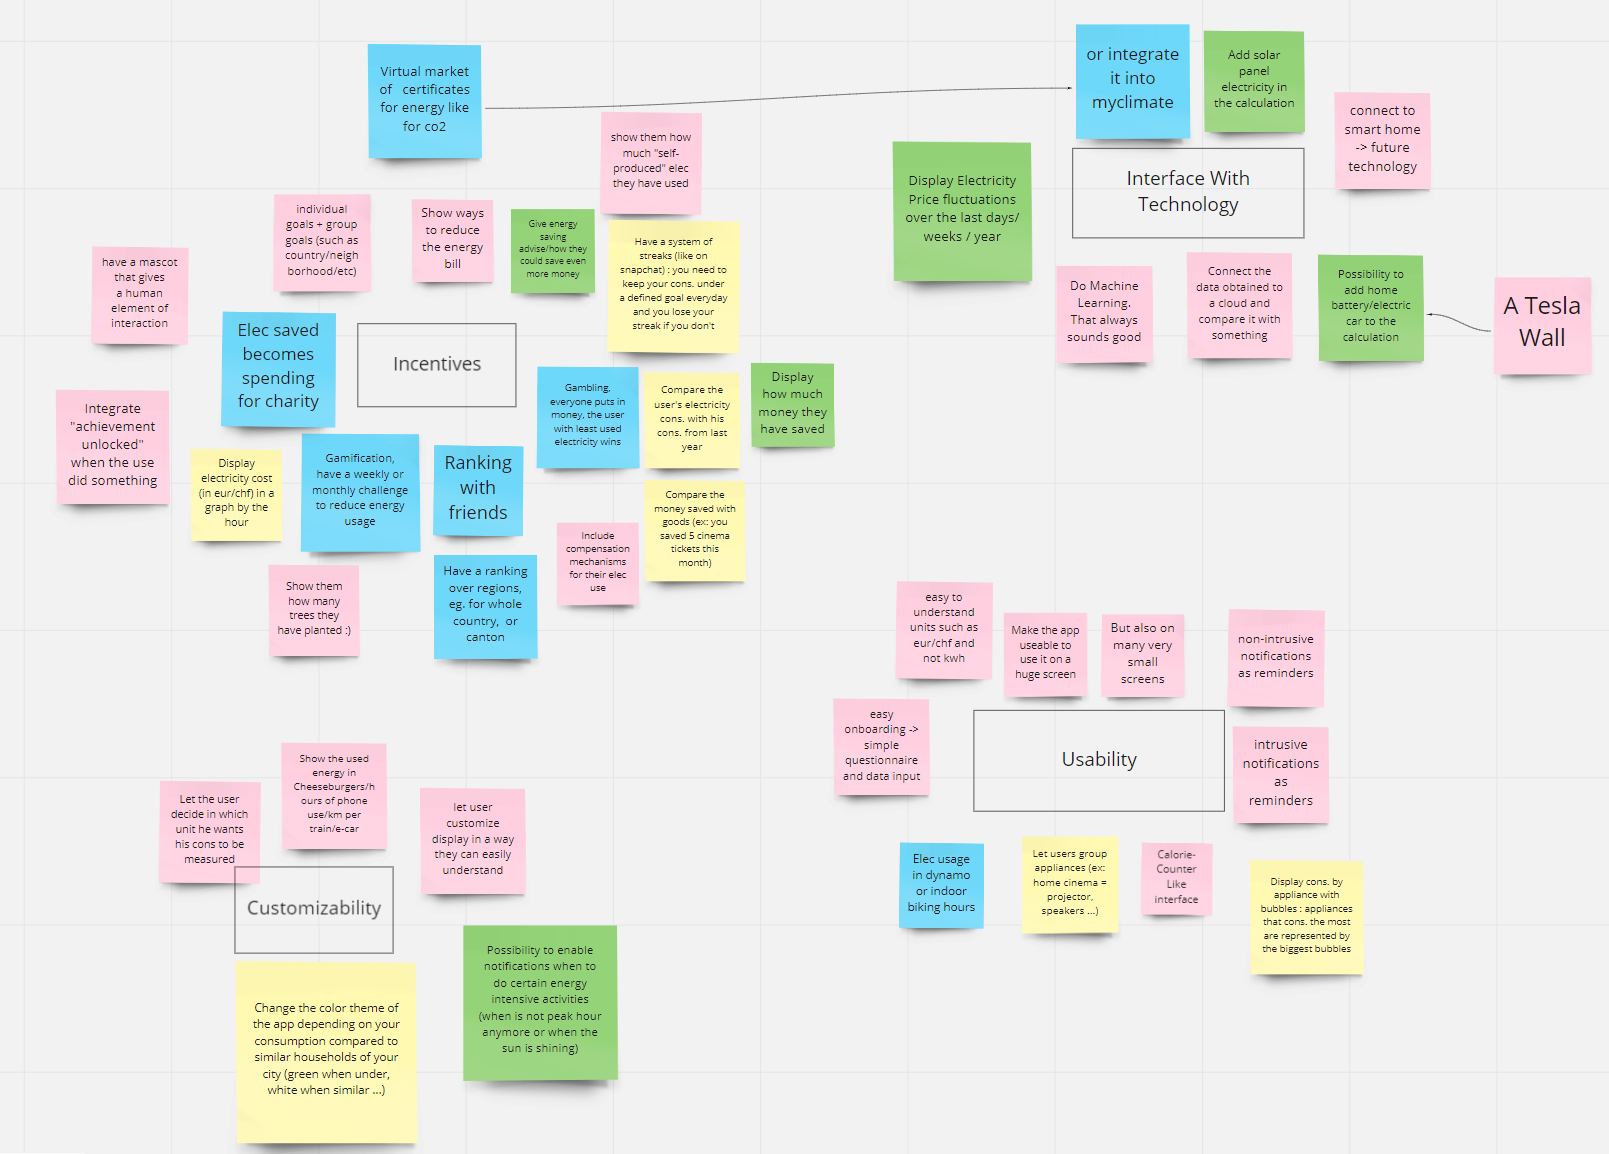 Virtual market
of certificates
for energy like
for co2
or integrate
it into
myclimate
Add solar
panel
electricity in
the calculation
connect to
smart home
-> future
technology
show them how
much "self-
produced" elec
they have used
Display Electricity
Price fluctuations
over the last days/
weeks / year
Interface With
Technology
individual
goals + group
goals (such as
country/neigh
borhood/etc)
Show ways
to reduce
the energy
bill
Give energy
saving
advise/how they
could save even
more money
Have a system of
streaks (like on
snapchat) : you need to
keep your cons. under
a defined goal everyday
and you lose your
streak if you don't
have a mascot
that gives
a human
element of
interaction
Do Machine
Learning.
That always
sounds good
Connect the
data obtained to
a cloud and
compare it with
something
Possibility to
add home
battery/electric
car to the
calculation
A Tesla
Wall
Elec saved
becomes
spending
for charity
Incentives
Integrate
"achievement
unlocked"
when the use
did something
Gambling,
everyone puts in
money, the user
with least used
electricity wins
Compare the
user's electricity
cons. with his
cons. from last
year
Display
how much
money they
have saved
Display
electricity cost
(in eur/chf) in a
graph by the
hour
Gamification,
have a weekly or
monthly challenge
to reduce energy
usage
Ranking
with
friends
Compare the
money saved with
goods (ex: you
saved 5 cinema
tickets this
month)
Include
compensation
mechanisms
for their elec
use
Show them
how many
trees they
have planted :)
Have a ranking
over regions,
eg. for whole
country, or
canton
easy to
understand
units such as
eur/chf and
not kwh
Make the app
useable to
use it on a
huge screen
But also on
many very
small
screens
non-intrusive
notifications
as reminders
easy
onboarding ->
simple
questionnaire
and data input
Usability
intrusive
notifications
as
reminders
Elec usage
in dynamo
or indoor
biking hours
Let users group
appliances (ex:
home cinema =
projector,
speakers ...)
Calorie-
Counter
Like
interface
Display cons. by
appliance with
bubbles : appliances
that cons. the most
are represented by
the biggest bubbles
Let the user
decide in which
unit he wants
his cons to be
measured
Show the used
energy in
Cheeseburgers/h
ours of phone
use/km per
train/e-car
let user
customize
display in a way
they can easily
understand
Customizability
Change the color theme of
the app depending on your
consumption compared to
similar households of your
city (green when under,
white when similar ...)
Possibility to enable
notifications when to
do certain energy
intensive activities
(when is not peak hour
anymore or when the
sun is shining)